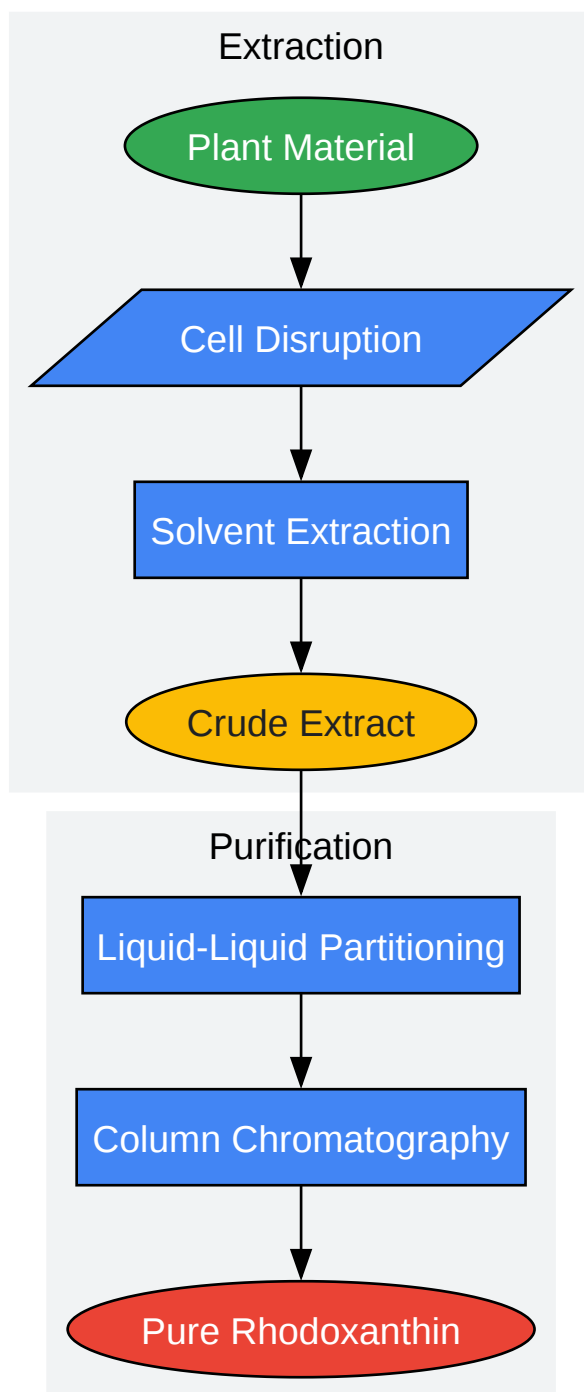 Extraction
Plant Material
Cell Disruption
Solvent Extraction
Crude Extract
Purification
Liquid-Liquid Partitioning
Column Chromatography
Pure Rhodoxanthin